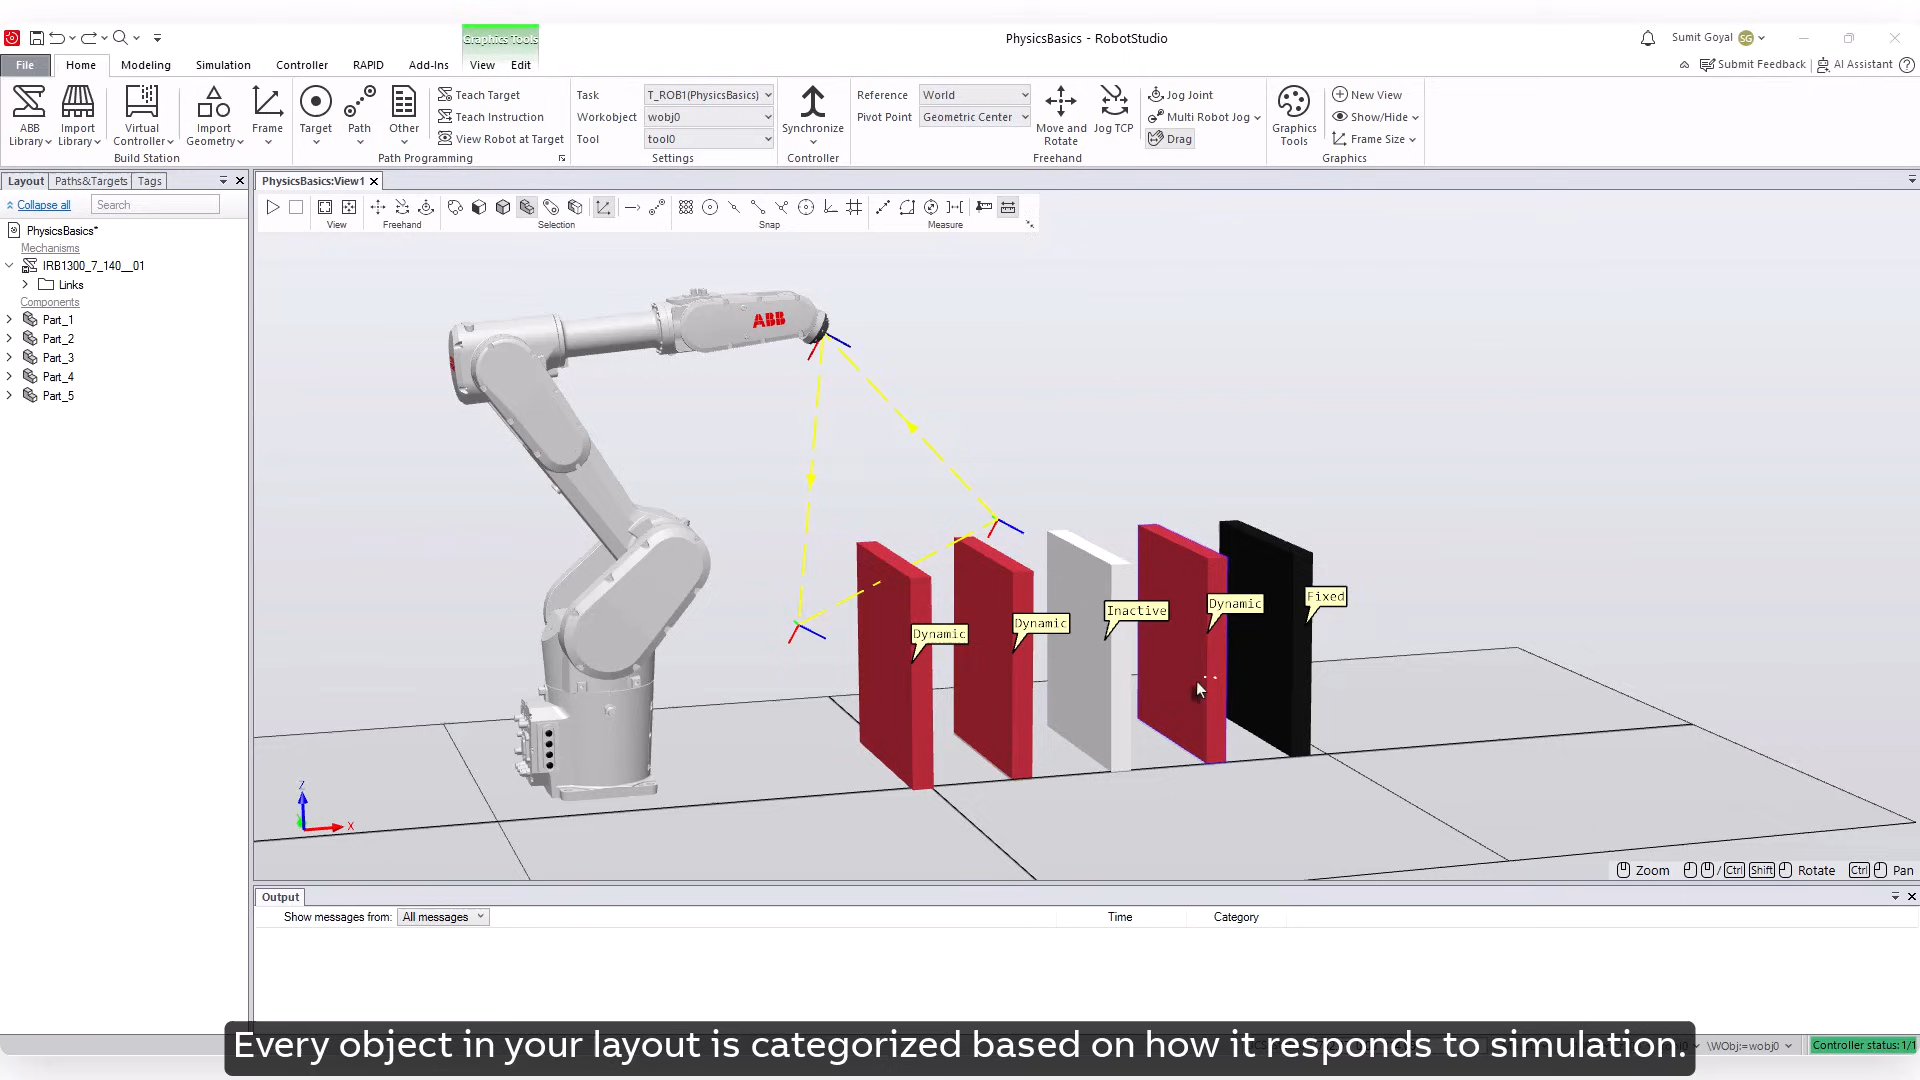 PhysicsBasics - RobotStudio
Sumit Goyal SG
Graphics Tools
File Home Modeling Simulation Controller RAPID Add-Ins View Edit
Submit Feedback AI Assistant
ABB Library
Import Library
Virtual Controller
Import Geometry
Frame
Build Station
Target
Path
Other
Teach Target
Teach Instruction
View Robot at Target
Path Programming
Task T_ROB1(PhysicsBasics)
Workobject wobj0
Tool tool0
Settings
Synchronize
Controller
Reference World
Pivot Point Geometric Center
Move and Rotate
Jog TCP
Jog Joint
Multi Robot Jog
Drag
Freehand
Graphics Tools
New View
Show/Hide
Frame Size
Graphics
Layout Paths&Targets Tags
PhysicsBasics:View1
Collapse all Search
View Freehand Selection Snap Measure
PhysicsBasics*
Mechanisms
IRB1300_7_140__01
Links
Components
Part_1
Part_2
Part_3
Part_4
Part_5
ABB
Dynamic
Dynamic
Inactive
Dynamic
Fixed
Z
X
Zoom / Ctrl Shift Rotate Ctrl Pan
Output
Show messages from: All messages Time Category
Every object in your layout is categorized based on how it responds to simulation.
\WObj:=wobj0 Controller status: 1/1